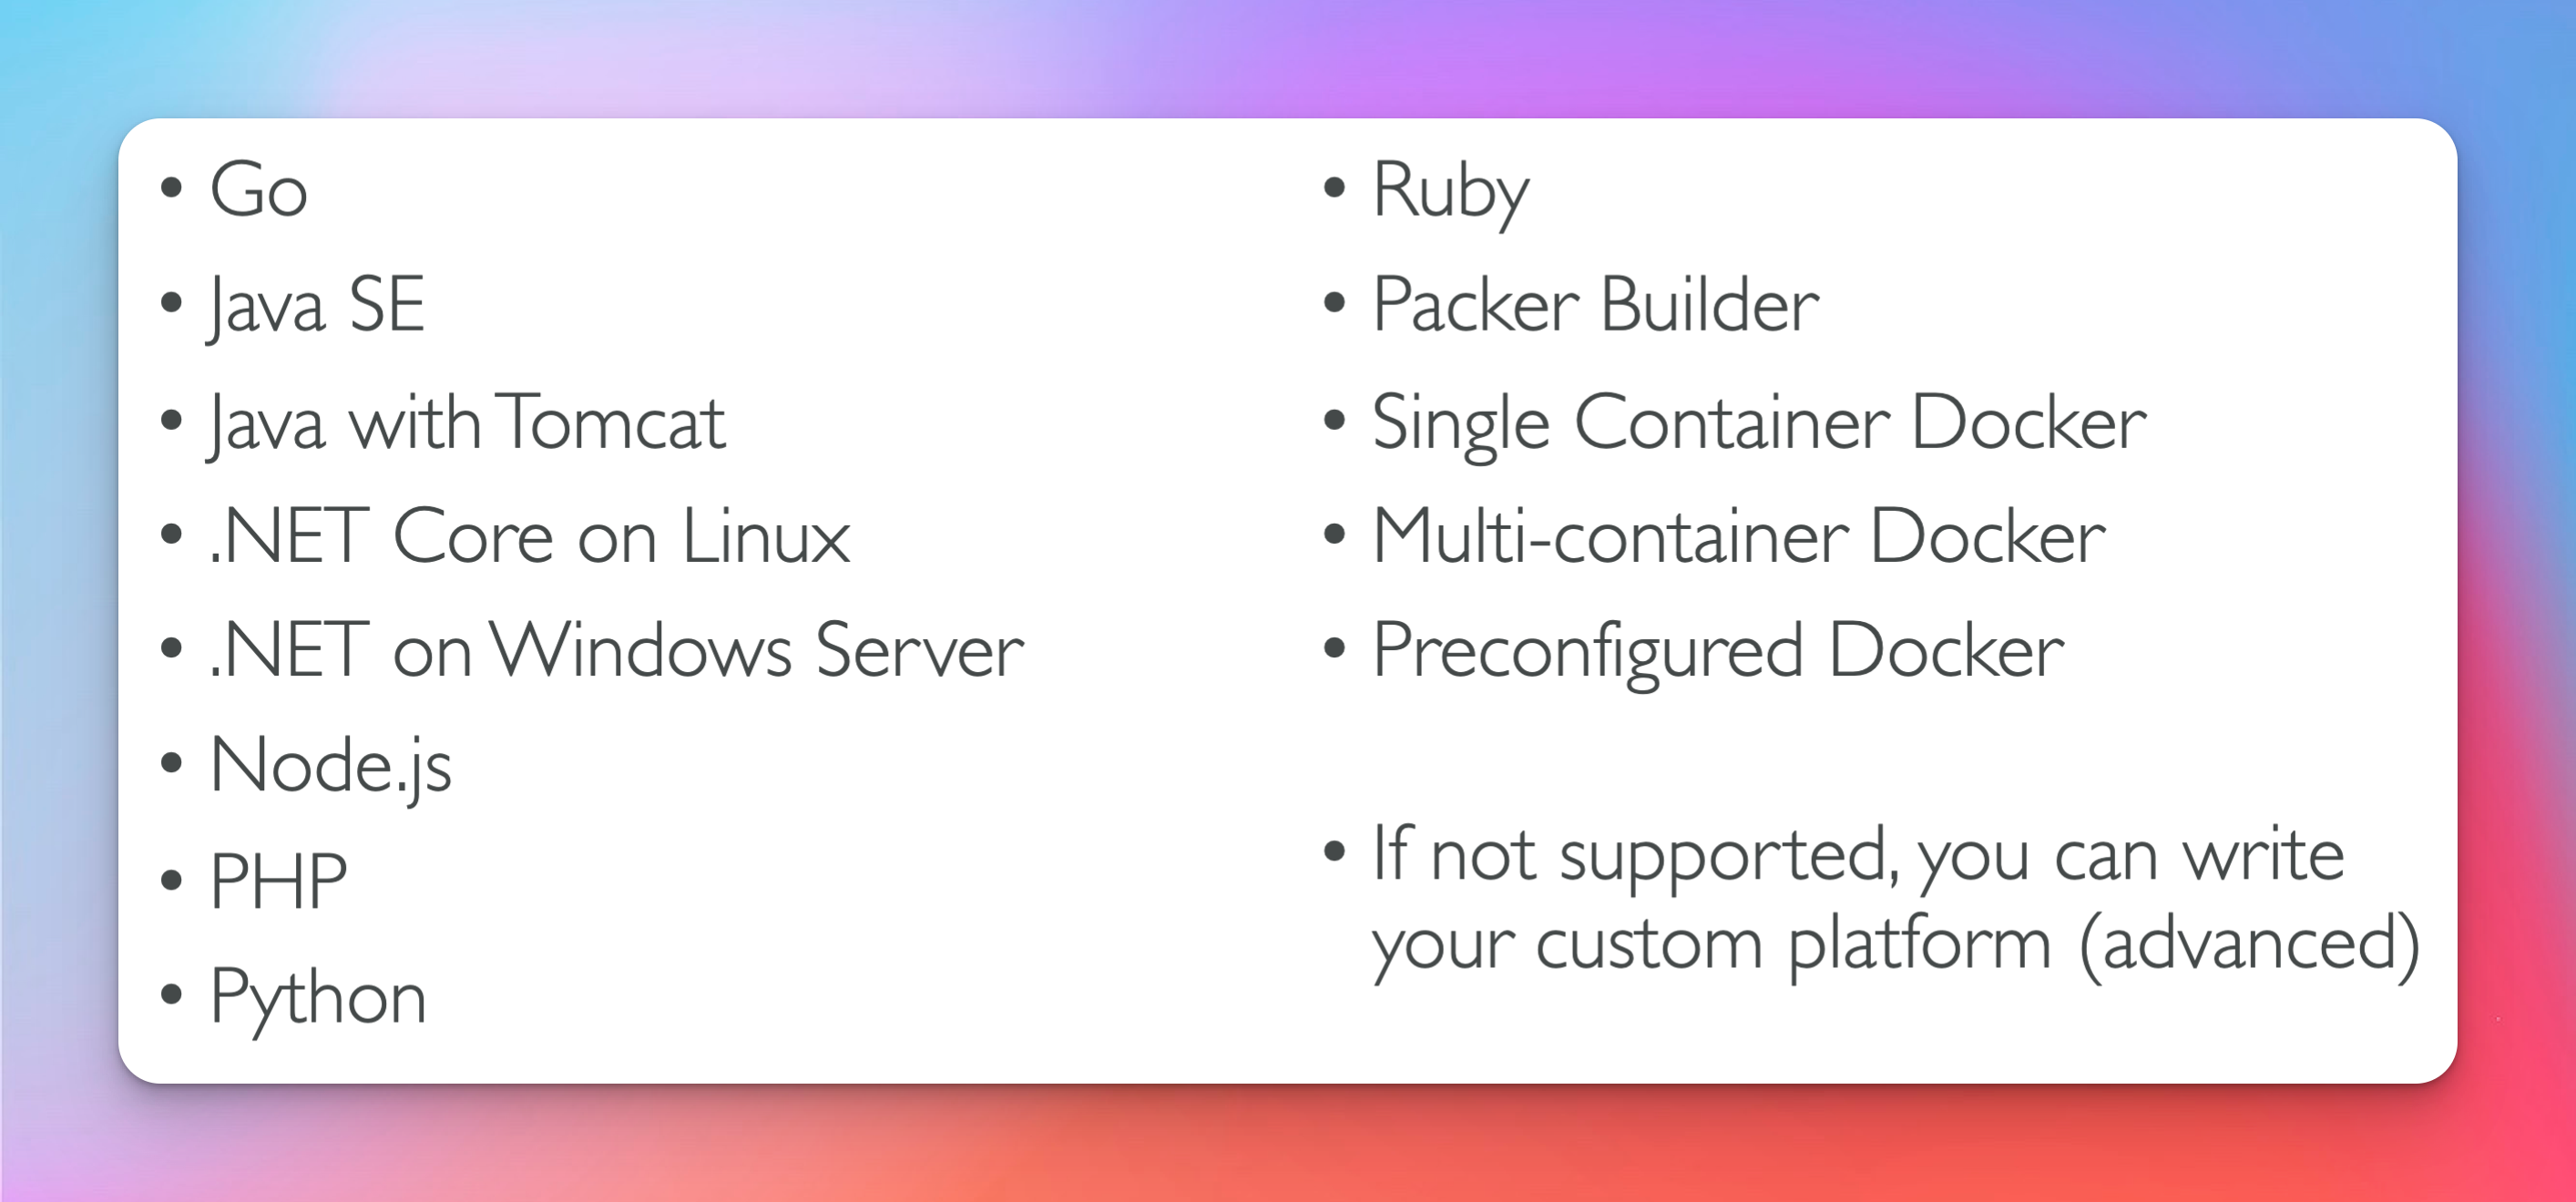 • Go
• Java SE
• Java with Tomcat
• .NET Core on Linux
• .NET on Windows Server
• Node.js
• PHP
• Python
• Ruby
• Packer Builder
• Single Container Docker
• Multi-container Docker
• Preconfigured Docker
• If not supported, you can write
your custom platform (advanced)